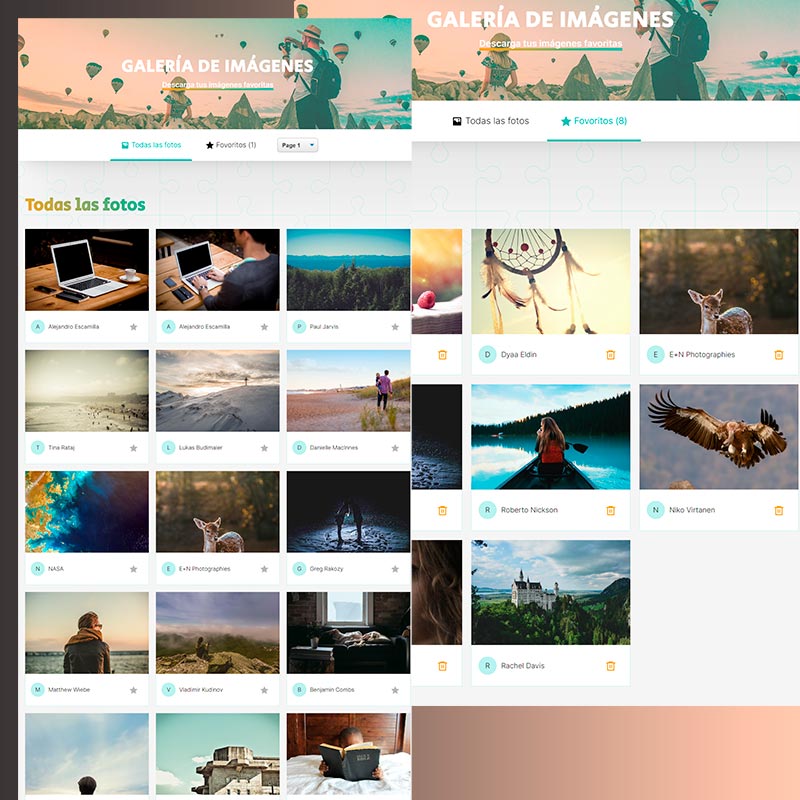 GALERÍA DE IMÁGENES
Descarga tus imágenes favoritas
Todas las fotos
Fovoritos (1)
Page 1
Todas las fotos
A Alejandro Escamilla
A Alejandro Escamilla
P Paul Jarvis
T Tina Rataj
L Lukas Budimaier
D Danielle MacInnes
N NASA
E E+N Photographies
G Greg Rakozy
M Matthew Wiebe
V Vladimir Kudinov
B Benjamin Combs
GALERÍA DE IMÁGENES
Descarga tus imágenes favoritas
Todas las fotos
Fovoritos (8)
D Dyaa Eldin
E E+N Photographies
R Roberto Nickson
N Niko Virtanen
R Rachel Davis